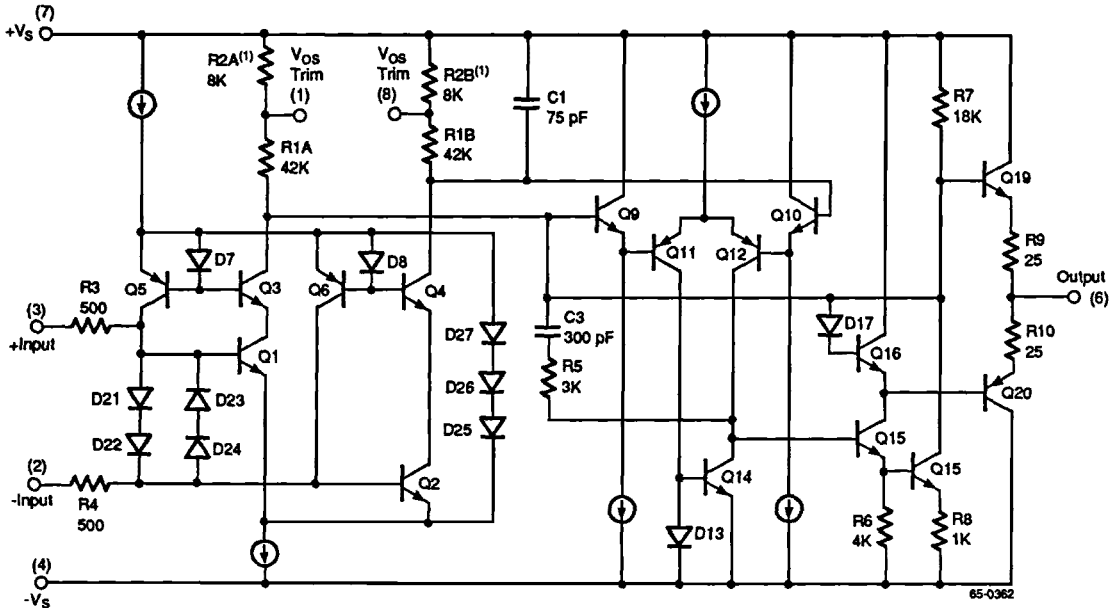 (7)
+VS
R2A(1)
8K
VOS
Trim
(1)
VOS
Trim
(8)
R2B(1)
8K
C1
75 pF
R7
18K
R1A
42K
R1B
42K
Q19
Q9
Q10
Q11
Q12
D7
D8
Q5
Q3
Q6
Q4
R9
25
Output
(6)
R3
500
(3)
+Input
C3
300 pF
D17
D27
Q16
R10
25
Q1
R5
3K
D26
Q20
D21
D23
D25
D22
D24
Q15
Q15
(2)
-Input
R4
500
Q2
Q14
D13
R6
4K
R8
1K
(4)
-VS
65-0362